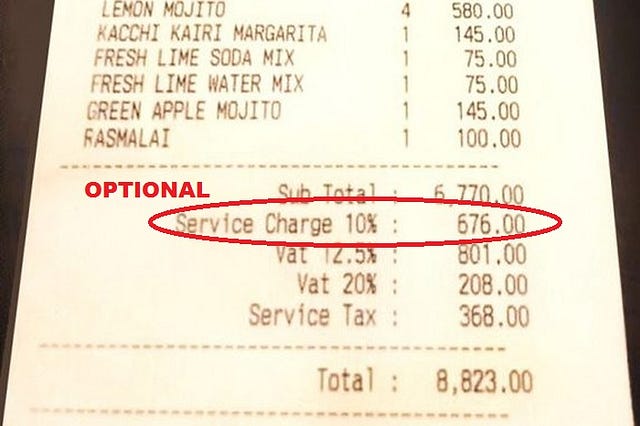 LEMON MOJITO 4 580.00
KACCHI KAIRI MARGARITA 1 145.00
FRESH LIME SODA MIX 1 75.00
FRESH LIME WATER MIX 1 75.00
GREEN APPLE MOJITO 1 145.00
RASMALAI 1 100.00
OPTIONAL
Sub Total : 6,770.00
Service Charge 10% : 676.00
Vat 12.5% : 801.00
Vat 20% : 208.00
Service Tax : 368.00
Total : 8,823.00